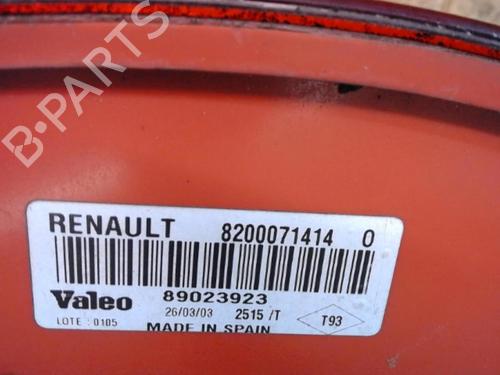 B-PARTS
RENAULT 8200071414 0
Valeo 89023923
LOTE : 0105 26/03/03 2515 /T T93
MADE IN SPAIN